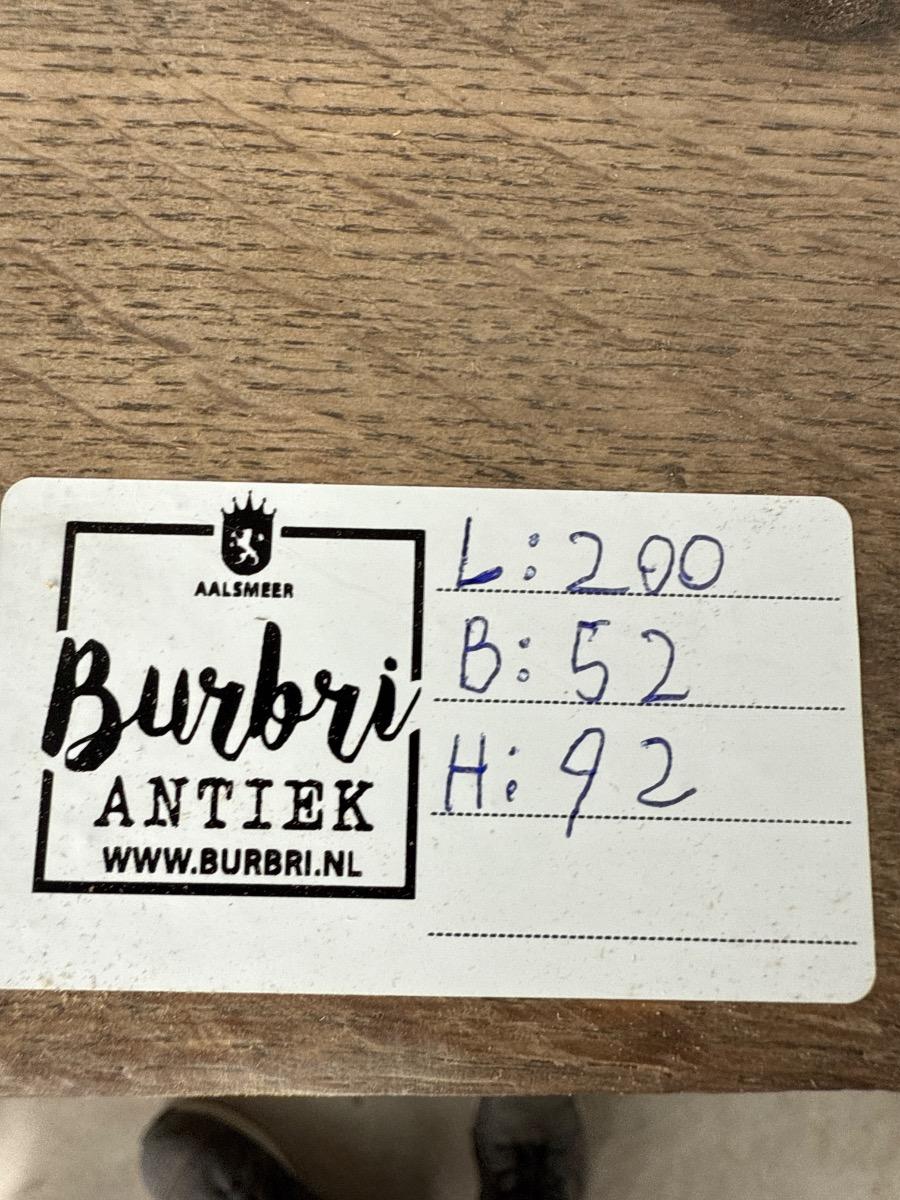 AALSMEER
Burbri
ANTIEK
WWW.BURBRI.NL
L: 200
B: 52
H: 92